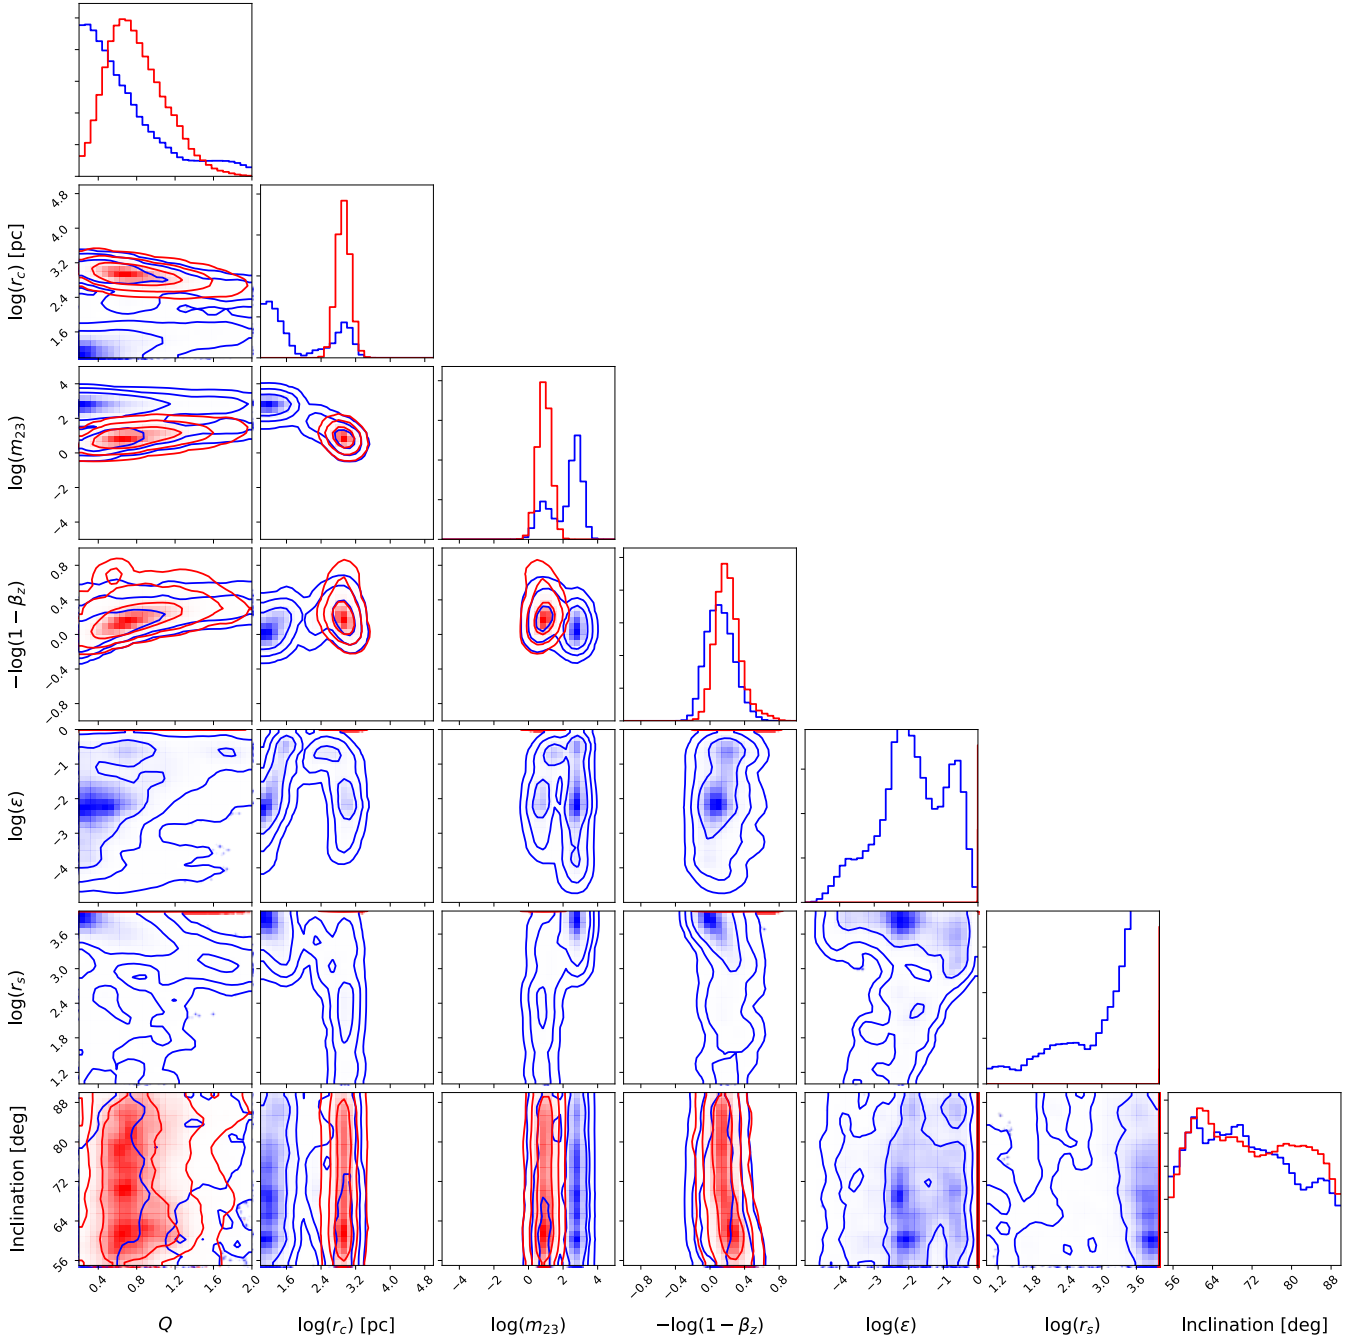 4.8
4.0
3.2
2.4
1.6
log(r_c) [pc]
4
2
0
−2
−4
log(m_23)
0.8
0.4
0.0
−0.4
−0.8
−log(1 − β_z)
0
−1
−2
−3
−4
log(ε)
3.6
3.0
2.4
1.8
1.2
log(r_s)
88
80
72
64
56
Inclination [deg]
0.4 0.8 1.2 1.6 2.0
1.6 2.4 3.2 4.0 4.8
−4 −2 0 2 4
−0.8 −0.4 0.0 0.4 0.8
−4 −3 −2 −1 0
1.2 1.8 2.4 3.0 3.6
56 64 72 80 88
Q log(r_c) [pc] log(m_23) −log(1 − β_z) log(ε) log(r_s) Inclination [deg]